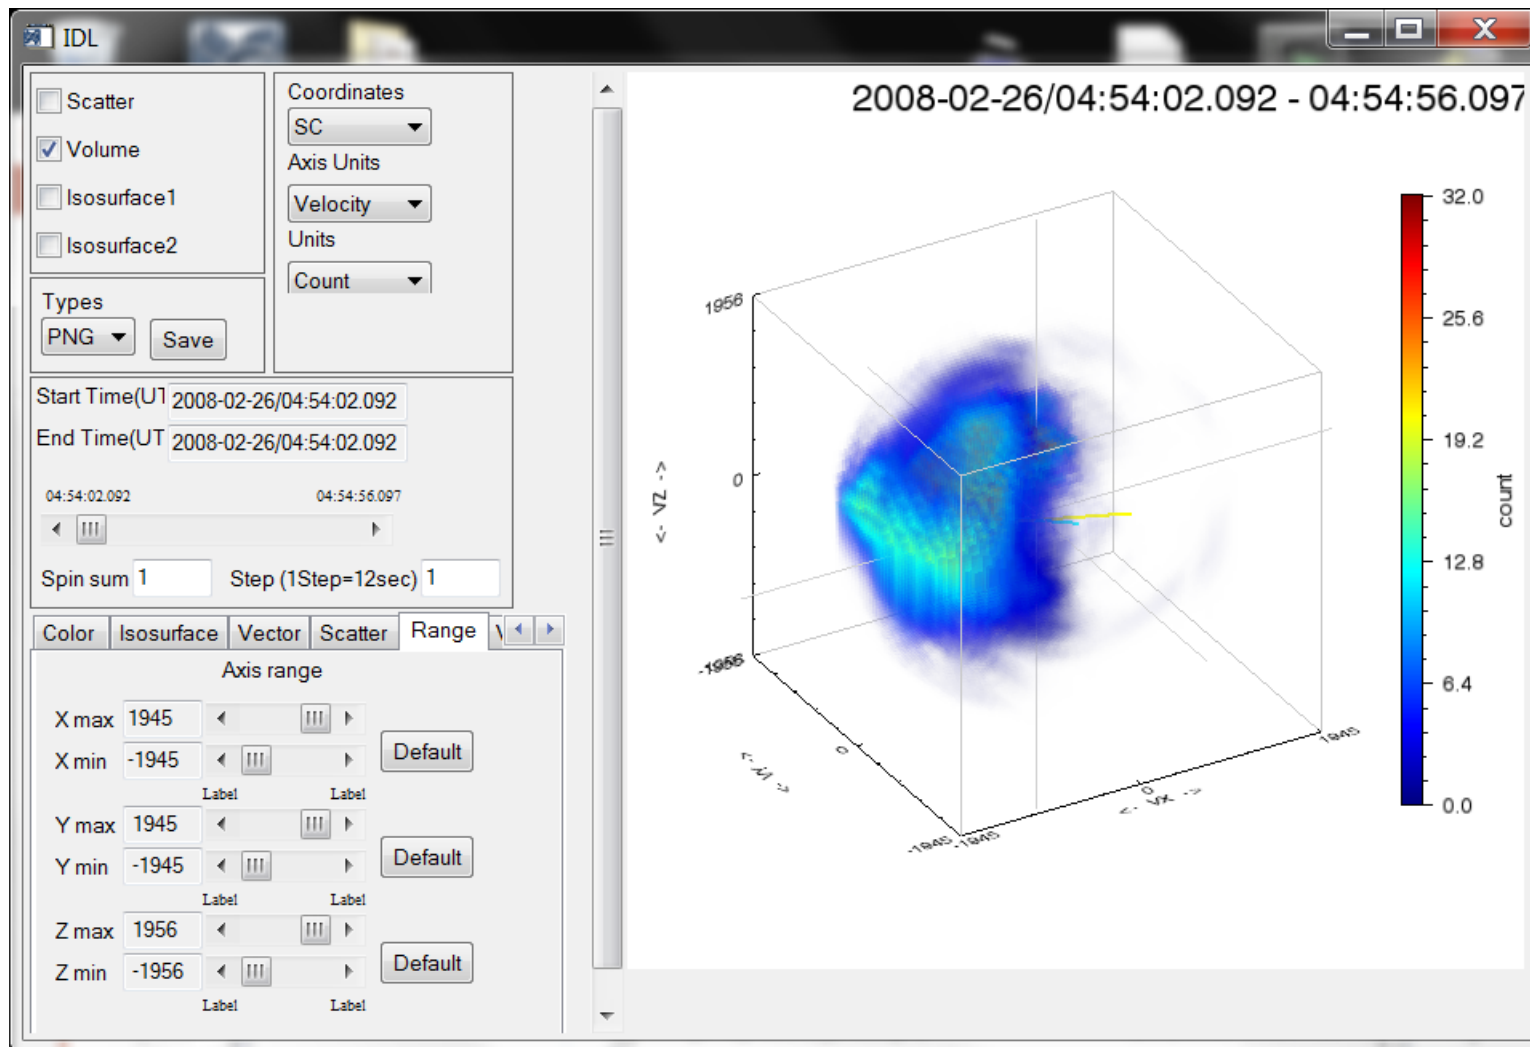 IDL
Scatter
Volume
Isosurface1
Isosurface2
Coordinates
SC
Axis Units
Velocity
Units
Count
Types
PNG
Save
Start Time(UT
2008-02-26/04:54:02.092
End Time(UT
2008-02-26/04:54:02.092
04:54:02.092 04:54:56.097
Spin sum 1 Step (1Step=12sec) 1
Color Isosurface Vector Scatter Range
Axis range
X max 1945
X min -1945
Default
Label Label
Y max 1945
Y min -1945
Default
Label Label
Z max 1956
Z min -1956
Default
Label Label
2008-02-26/04:54:02.092 - 04:54:56.097
1956
0
<- VZ ->
-1956
0
<- VY ->
-1945
-1945
0
<- VX ->
1945
32.0
25.6
19.2
12.8
6.4
0.0
count